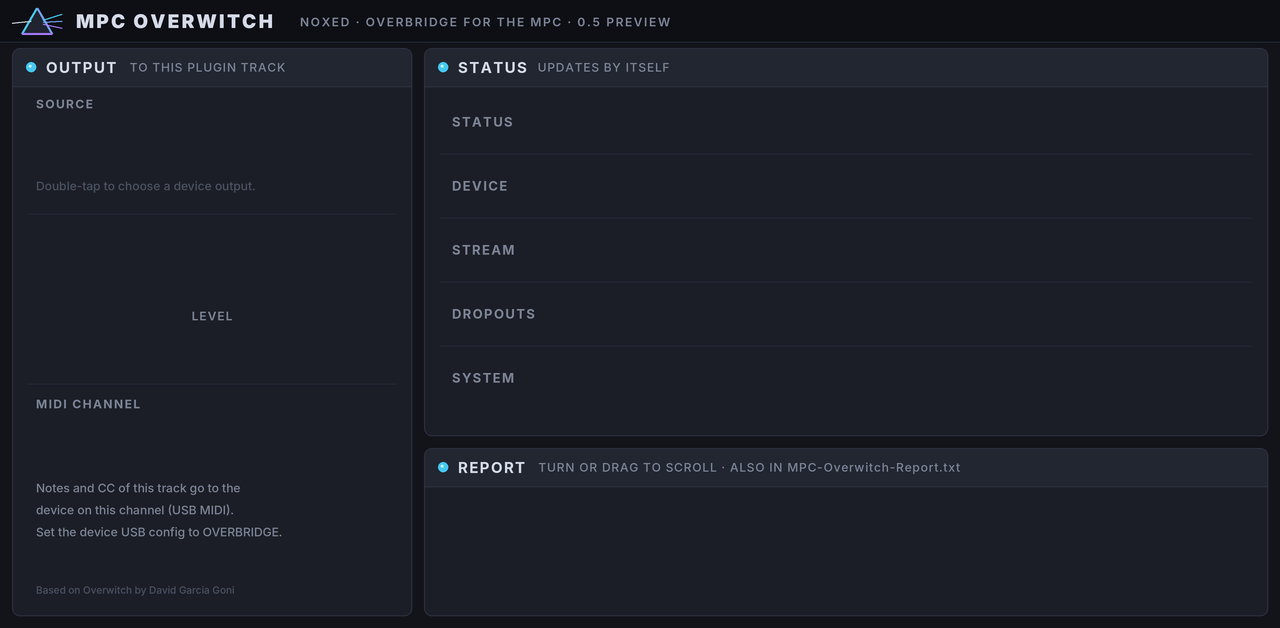 MPC OVERWITCH
NOXED · OVERBRIDGE FOR THE MPC · 0.5 PREVIEW
OUTPUT TO THIS PLUGIN TRACK
SOURCE
Double-tap to choose a device output.
LEVEL
MIDI CHANNEL
Notes and CC of this track go to the
device on this channel (USB MIDI).
Set the device USB config to OVERBRIDGE.
Based on Overwitch by David Garcia Goni
STATUS UPDATES BY ITSELF
STATUS
DEVICE
STREAM
DROPOUTS
SYSTEM
REPORT TURN OR DRAG TO SCROLL · ALSO IN MPC-Overwitch-Report.txt